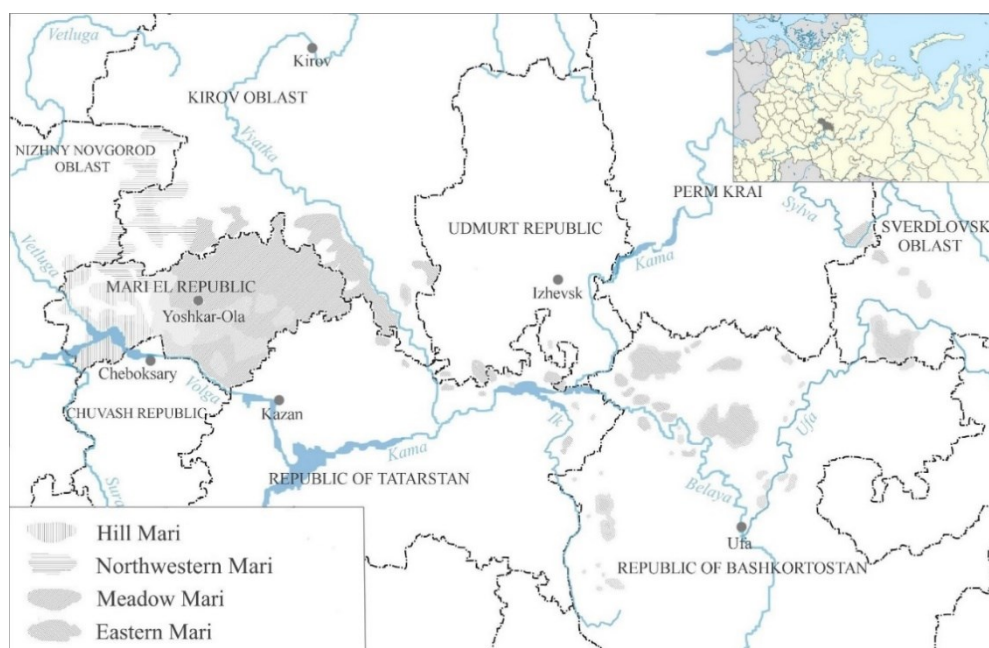 Vetluga
Kirov
KIROV OBLAST
Vyatka
NIZHNY NOVGOROD
OBLAST
PERM KRAI
Sylva
SVERDLOVSK
OBLAST
UDMURT REPUBLIC
Kama
Vetluga
MARI EL REPUBLIC
Yoshkar-Ola
Izhevsk
Cheboksary
Volga
CHUVASH REPUBLIC
Kazan
Kama
Ik
Ufa
REPUBLIC OF TATARSTAN
Sura
Belaya
Ufa
REPUBLIC OF BASHKORTOSTAN
Hill Mari
Northwestern Mari
Meadow Mari
Eastern Mari